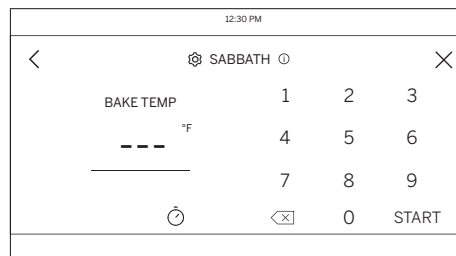 12:30 PM
SABBATH
BAKE TEMP
---
°F
1 2 3
4 5 6
7 8 9
0 START